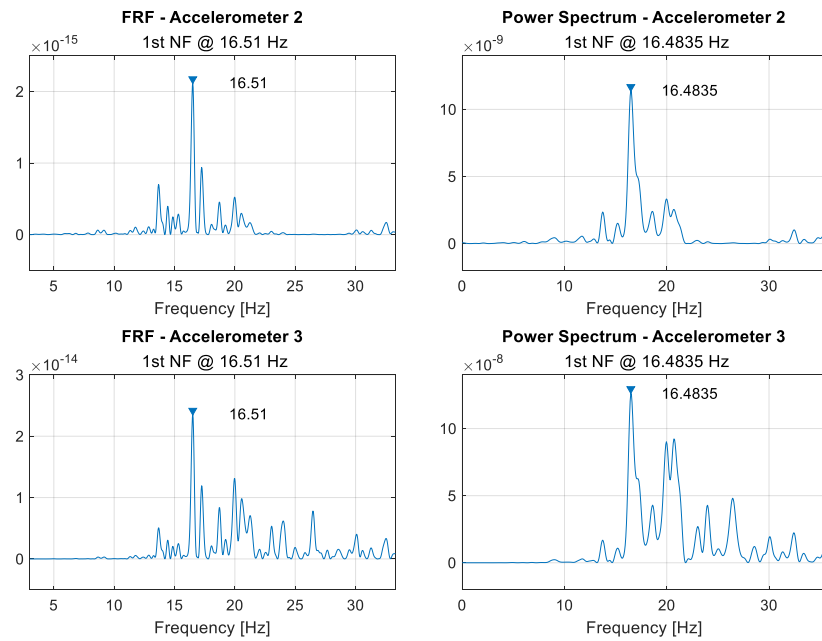 FRF - Accelerometer 2
1st NF @ 16.51 Hz
×10^-15
16.51
2
1
0
5 10 15 20 25 30
Frequency [Hz]
Power Spectrum - Accelerometer 2
1st NF @ 16.4835 Hz
×10^-9
16.4835
10
5
0
0 10 20 30
Frequency [Hz]
FRF - Accelerometer 3
1st NF @ 16.51 Hz
×10^-14
3
16.51
2
1
0
5 10 15 20 25 30
Frequency [Hz]
Power Spectrum - Accelerometer 3
1st NF @ 16.4835 Hz
×10^-8
16.4835
10
5
0
0 10 20 30
Frequency [Hz]